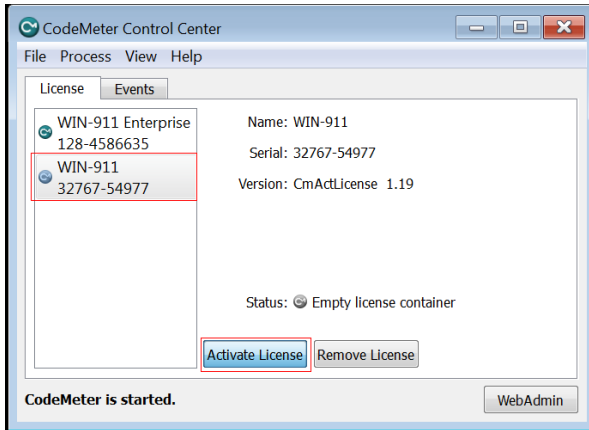 CodeMeter Control Center
File Process View Help
License Events
WIN-911 Enterprise
128-4586635
WIN-911
32767-54977
Name: WIN-911
Serial: 32767-54977
Version: CmActLicense 1.19
Status: Empty license container
Activate License Remove License
CodeMeter is started. WebAdmin